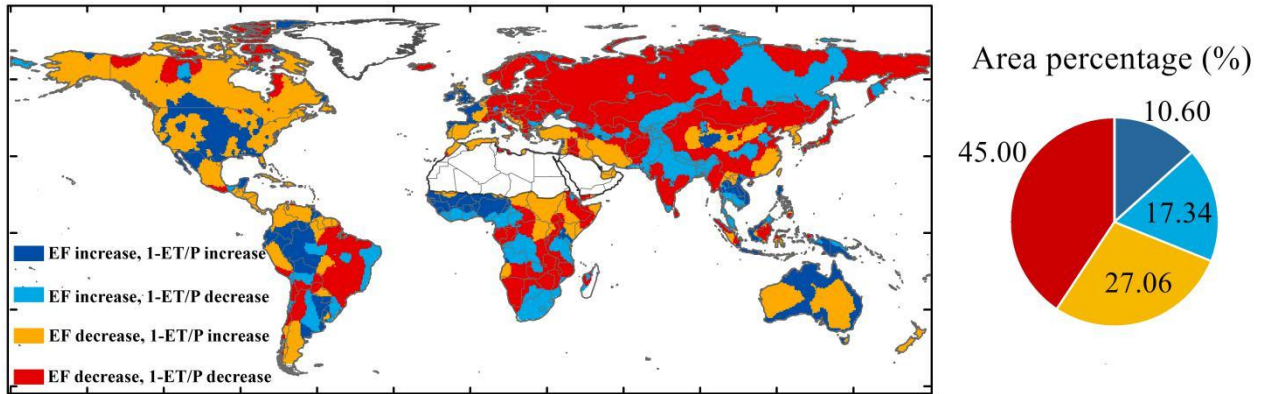 EF increase, 1-ET/P increase
EF increase, 1-ET/P decrease
EF decrease, 1-ET/P increase
EF decrease, 1-ET/P decrease
Area percentage (%)
10.60
45.00
17.34
27.06